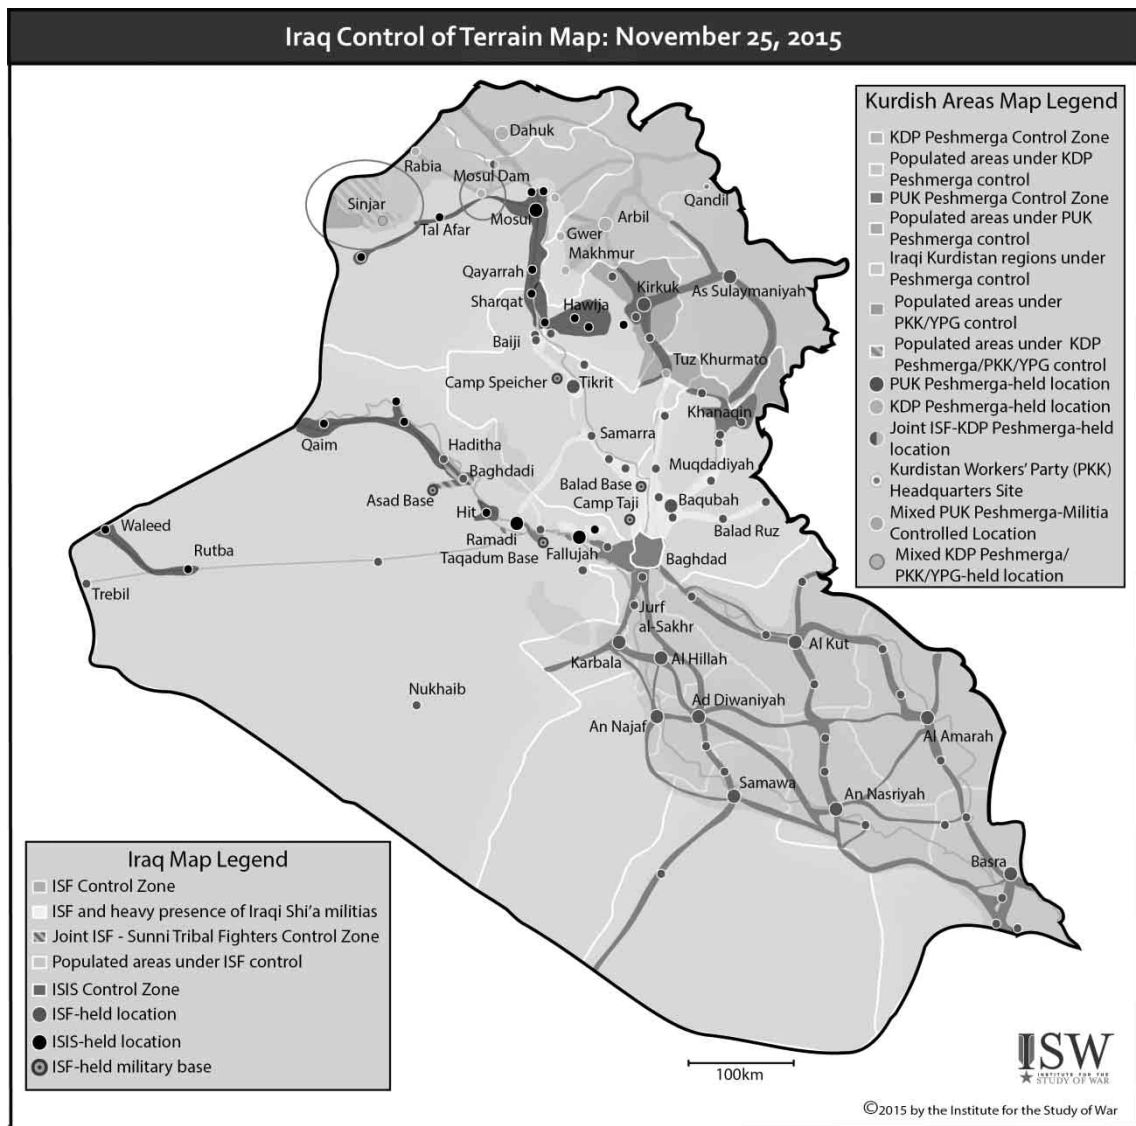 Iraq Control of Terrain Map: November 25, 2015
Kurdish Areas Map Legend
KDP Peshmerga Control Zone
Populated areas under KDP
Peshmerga control
PUK Peshmerga Control Zone
Populated areas under PUK
Peshmerga control
Iraqi Kurdistan regions under
Peshmerga control
Populated areas under
PKK/YPG control
Populated areas under KDP
Peshmerga/PKK/YPG control
PUK Peshmerga-held location
KDP Peshmerga-held location
Joint ISF-KDP Peshmerga-held
location
Kurdistan Workers' Party (PKK)
Headquarters Site
Mixed PUK Peshmerga-Militia
Controlled Location
Mixed KDP Peshmerga/
PKK/YPG-held location
Dahuk
Rabia
Mosul Dam
Sinjar
Qandil
Tal Afar
Mosul
Arbil
Gwer
Makhmur
Qayarrah
Kirkuk
As Sulaymaniyah
Sharqat
Hawija
Baiji
Tuz Khurmato
Camp Speicher
Tikrit
Khanaqin
Qaim
Haditha
Samarra
Baghdadi
Muqdadiyah
Asad Base
Balad Base
Camp Taji
Baqubah
Hit
Waleed
Ramadi
Balad Ruz
Taqadum Base
Fallujah
Baghdad
Rutba
Trebil
Jurf
al-Sakhr
Al Kut
Karbala
Al Hillah
Nukhaib
Ad Diwaniyah
An Najaf
Al Amarah
Samawa
An Nasriyah
Basra
Iraq Map Legend
ISF Control Zone
ISF and heavy presence of Iraqi Shi'a militias
Joint ISF - Sunni Tribal Fighters Control Zone
Populated areas under ISF control
ISIS Control Zone
ISF-held location
ISIS-held location
ISF-held military base
100km
ISW
INSTITUTE FOR THE
STUDY OF WAR
©2015 by the Institute for the Study of War